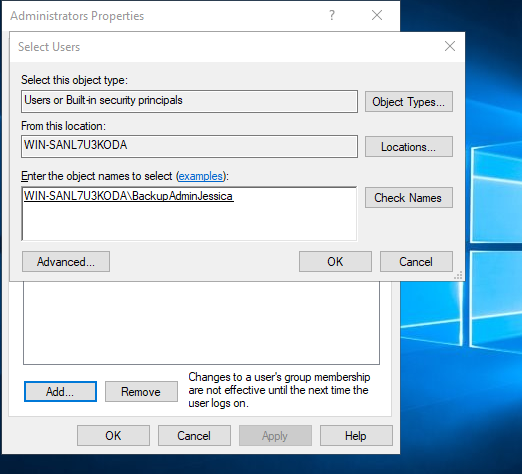 Administrators Properties
Select Users
Select this object type:
Users or Built-in security principals
Object Types...
From this location:
WIN-SANL7U3KODA
Locations...
Enter the object names to select (examples):
WIN-SANL7U3KODA\BackupAdminJessica
Check Names
Advanced...
OK
Cancel
Add...
Remove
Changes to a user's group membership
are not effective until the next time the
user logs on.
OK
Cancel
Apply
Help